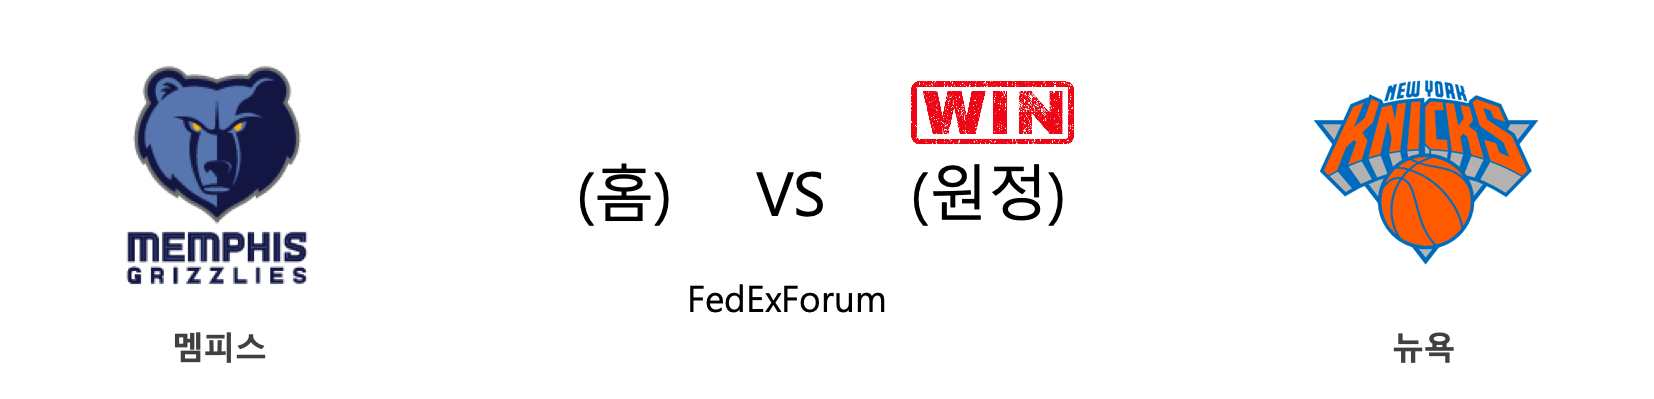 MEMPHIS
GRIZZLIES
멤피스
WIN
(홈) VS (원정)
FedExForum
NEW YORK
KNICKS
뉴욕